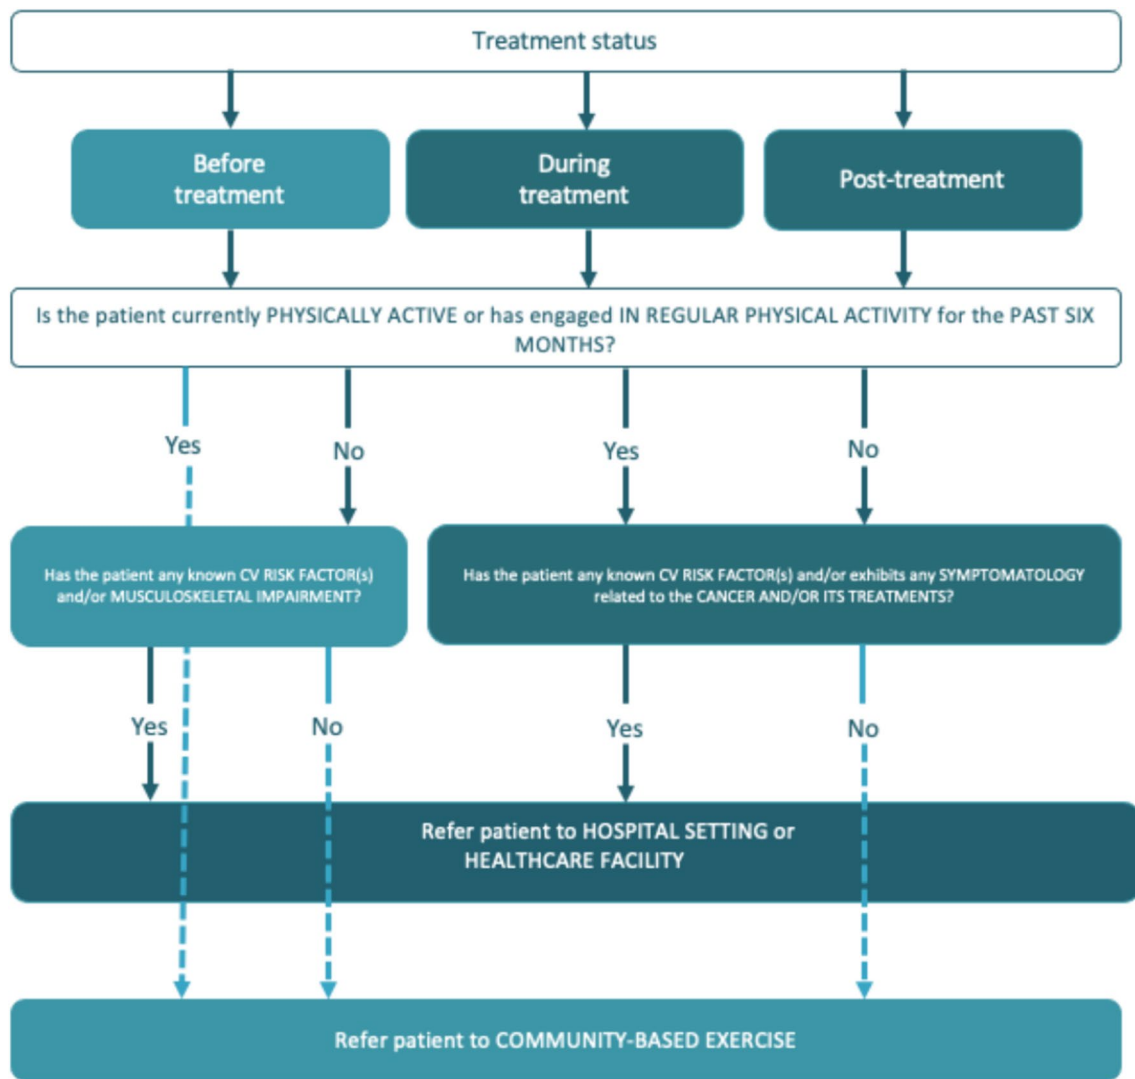 Treatment status
Before
treatment
During
treatment
Post-treatment
Is the patient currently PHYSICALLY ACTIVE or has engaged IN REGULAR PHYSICAL ACTIVITY for the PAST SIX
MONTHS?
Yes
No
Yes
No
Has the patient any known CV RISK FACTOR(s)
and/or MUSCULOSKELETAL IMPAIRMENT?
Has the patient any known CV RISK FACTOR(s) and/or exhibits any SYMPTOMATOLOGY
related to the CANCER AND/OR ITS TREATMENTS?
Yes
No
Yes
No
Refer patient to HOSPITAL SETTING or
HEALTHCARE FACILITY
Refer patient to COMMUNITY-BASED EXERCISE